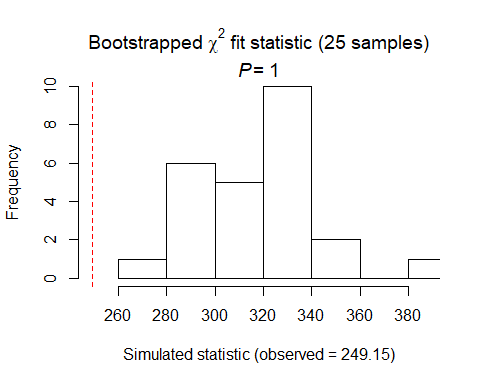 Bootstrapped χ² fit statistic (25 samples)
P = 1
Frequency
10
8
6
4
2
0
260 280 300 320 340 360 380
Simulated statistic (observed = 249.15)